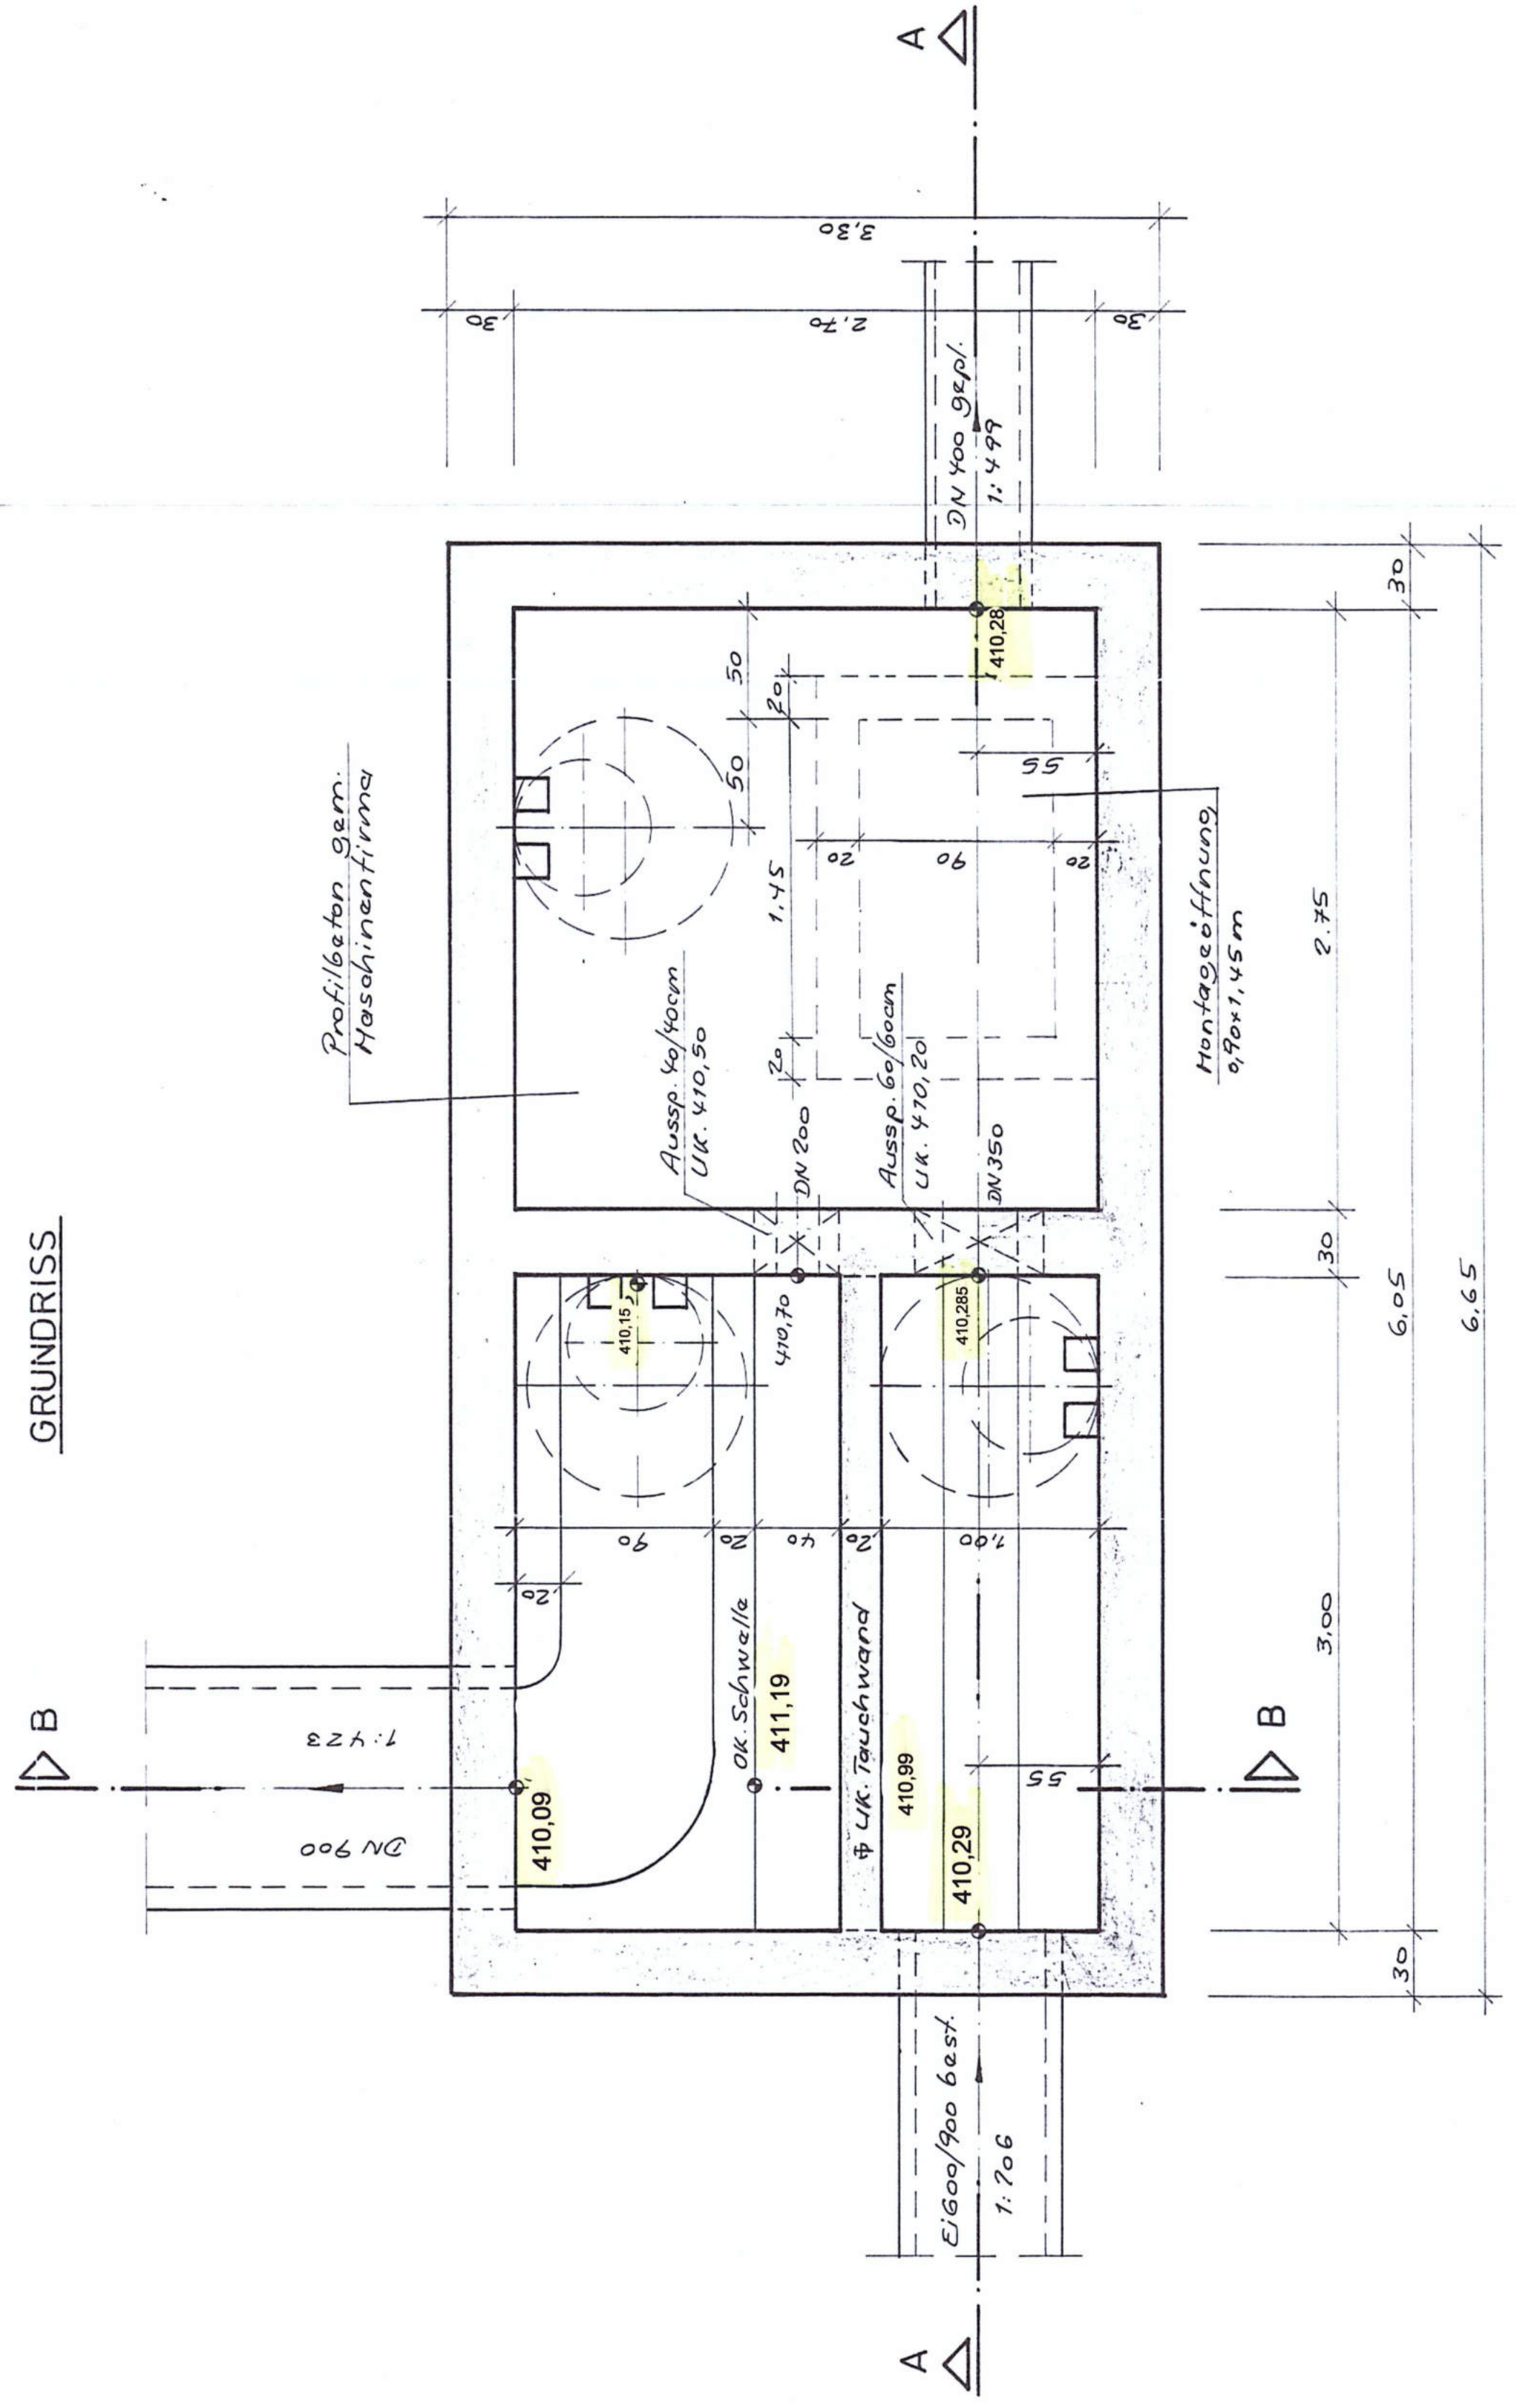 GRUNDRISS
B
DN 900
1:423
A
Ei 600/900 best.
1:206
410,09
OK. Schwelle
411,19
UK. Tauchwand
410,99
410,29
55
20
90
20
40
20
1,00
410,15
410,70
410,285
Aussp. 40/40cm
UK. 410,50
DN 200
Aussp. 60/60cm
UK. 410,20
DN 350
Profilbeton gem.
Maschinenfirma
50
50
20
1,45
20
20
90
20
55
410,28
Montageöffnung
0,90x1,45m
DN 400 gepl.
1:499
A
30
2,70
30
3,30
B
3,00
30
2.75
30
6,05
30
6,65